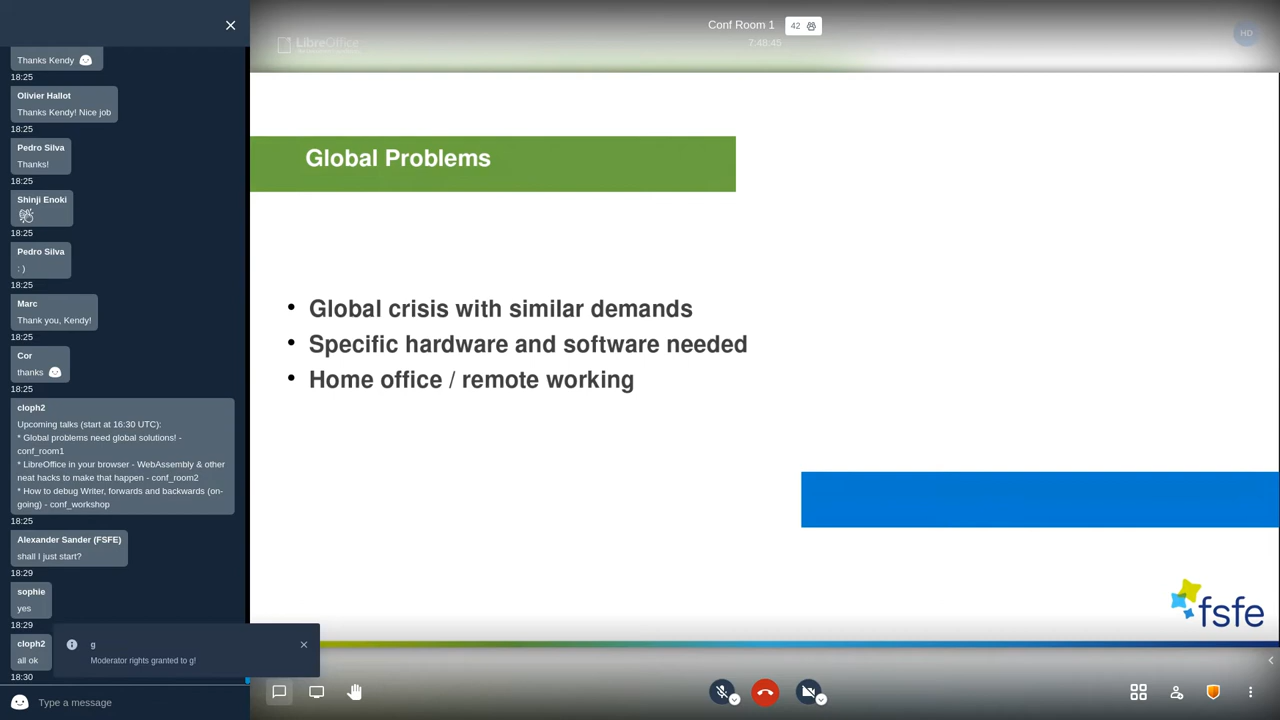 Thanks Kendy
18:25
Olivier Hallot
Thanks Kendy! Nice job
18:25
Pedro Silva
Thanks!
18:25
Shinji Enoki
18:25
Pedro Silva
: )
18:25
Marc
Thank you, Kendy!
18:25
Cor
thanks
18:25
cloph2
Upcoming talks (start at 16:30 UTC):
* Global problems need global solutions! -
conf_room1
* LibreOffice in your browser - WebAssembly & other
neat hacks to make that happen - conf_room2
* How to debug Writer, forwards and backwards (on-
going) - conf_workshop
18:25
Alexander Sander (FSFE)
shall I just start?
18:29
sophie
yes
18:29
cloph2
all ok
18:30
g
Moderator rights granted to g!
Type a message
Conf Room 1
42
7:48:45
HD
LibreOffice
Global Problems
• Global crisis with similar demands
• Specific hardware and software needed
• Home office / remote working
fsfe